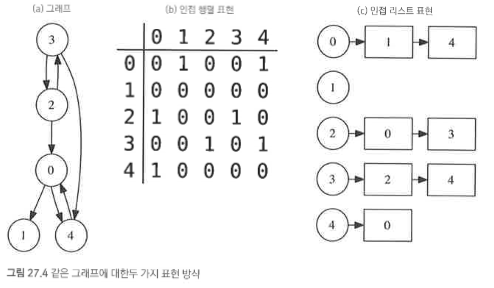 (a) 그래프
(b) 인접 행렬 표현
(c) 인접 리스트 표현
3
2
0
1 4
0 1 2 3 4
0 0 1 0 0 1
1 0 0 0 0 0
2 1 0 0 1 0
3 0 0 1 0 1
4 1 0 0 0 0
0 1 4
1
2 0 3
3 2 4
4 0
그림 27.4 같은 그래프에 대한두 가지 표현 방식